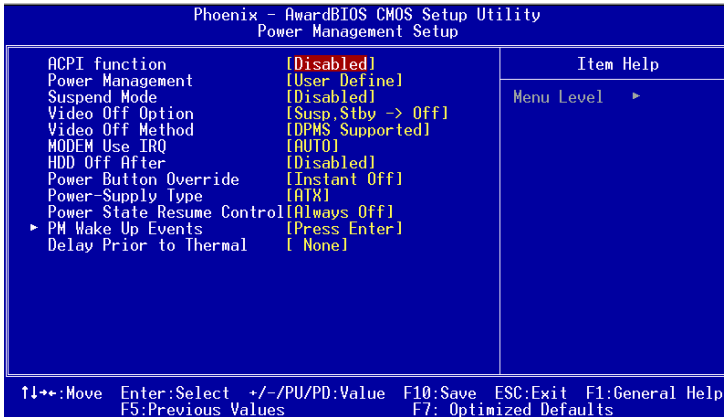 Phoenix - AwardBIOS CMOS Setup Utility
Power Management Setup
ACPI function [Disabled]
Power Management [User Define]
Suspend Mode [Disabled]
Video Off Option [Susp,Stby -> Off]
Video Off Method [DPMS Supported]
MODEM Use IRQ [AUTO]
HDD Off After [Disabled]
Power Button Override [Instant Off]
Power-Supply Type [ATX]
Power State Resume Control[Always Off]
► PM Wake Up Events [Press Enter]
Delay Prior to Thermal [ None]
Item Help
Menu Level ►
↑↓→←:Move Enter:Select +/-/PU/PD:Value F10:Save ESC:Exit F1:General Help
F5:Previous Values F7: Optimized Defaults